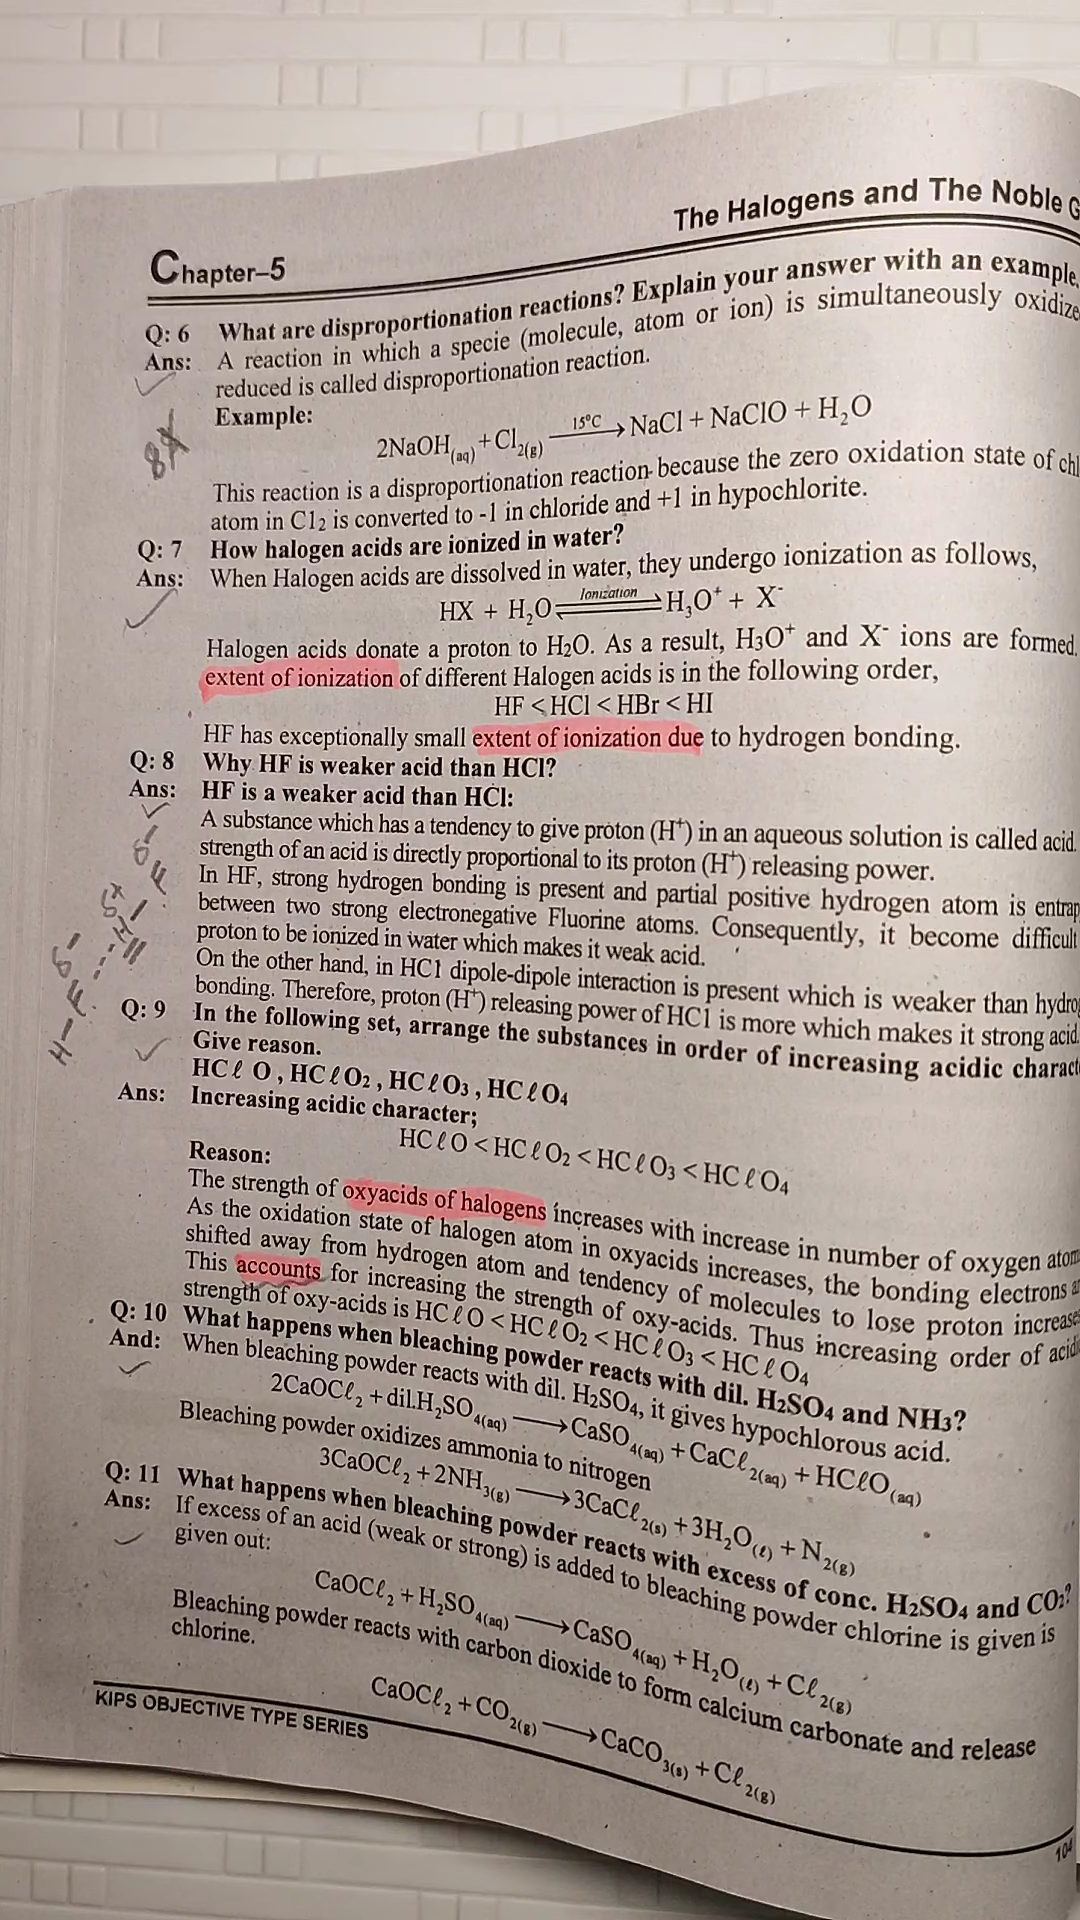 The Halogens and The Noble G
Chapter–5
Q: 6 What are disproportionation reactions? Explain your answer with an example.
Ans: A reaction in which a specie (molecule, atom or ion) is simultaneously oxidize
reduced is called disproportionation reaction.
Example:
2NaOH(aq) + Cl2(g) 15°C → NaCl + NaClO + H2O
This reaction is a disproportionation reaction because the zero oxidation state of chl
atom in C12 is converted to -1 in chloride and +1 in hypochlorite.
Q: 7 How halogen acids are ionized in water?
Ans: When Halogen acids are dissolved in water, they undergo ionization as follows,
HX + H2O ⇌ Ionization H3O+ + X-
Halogen acids donate a proton to H2O. As a result, H3O+ and X- ions are formed.
extent of ionization of different Halogen acids is in the following order,
HF < HCl < HBr < HI
HF has exceptionally small extent of ionization due to hydrogen bonding.
Q: 8 Why HF is weaker acid than HCl?
Ans: HF is a weaker acid than HCl:
A substance which has a tendency to give proton (H+) in an aqueous solution is called acid.
strength of an acid is directly proportional to its proton (H+) releasing power.
In HF, strong hydrogen bonding is present and partial positive hydrogen atom is entrap
between two strong electronegative Fluorine atoms. Consequently, it become difficult
proton to be ionized in water which makes it weak acid.
On the other hand, in HC1 dipole-dipole interaction is present which is weaker than hydrog
bonding. Therefore, proton (H+) releasing power of HC1 is more which makes it strong acid.
Q: 9 In the following set, arrange the substances in order of increasing acidic charact
Give reason.
HCℓO, HCℓO2, HCℓO3, HCℓO4
Ans: Increasing acidic character;
HCℓO < HCℓO2 < HCℓO3 < HCℓO4
Reason:
The strength of oxyacids of halogens increases with increase in number of oxygen atom
As the oxidation state of halogen atom in oxyacids increases, the bonding electrons a
shifted away from hydrogen atom and tendency of molecules to lose proton increase
This accounts for increasing the strength of oxy-acids. Thus increasing order of acidi
strength of oxy-acids is HCℓO < HCℓO2 < HCℓO3 < HCℓO4
Q: 10 What happens when bleaching powder reacts with dil. H2SO4 and NH3?
And: When bleaching powder reacts with dil. H2SO4, it gives hypochlorous acid.
2CaOCℓ2 + dil.H2SO4(aq) → CaSO4(aq) + CaCℓ2(aq) + HCℓO(aq)
Bleaching powder oxidizes ammonia to nitrogen
3CaOCℓ2 + 2NH3(g) → 3CaCℓ2(s) + 3H2O(ℓ) + N2(g)
Q: 11 What happens when bleaching powder reacts with excess of conc. H2SO4 and CO2?
Ans: If excess of an acid (weak or strong) is added to bleaching powder chlorine is given is
given out:
CaOCℓ2 + H2SO4(aq) → CaSO4(aq) + H2O(ℓ) + Cℓ2(g)
Bleaching powder reacts with carbon dioxide to form calcium carbonate and release
chlorine.
CaOCℓ2 + CO2(g) → CaCO3(s) + Cℓ2(g)
KIPS OBJECTIVE TYPE SERIES
104